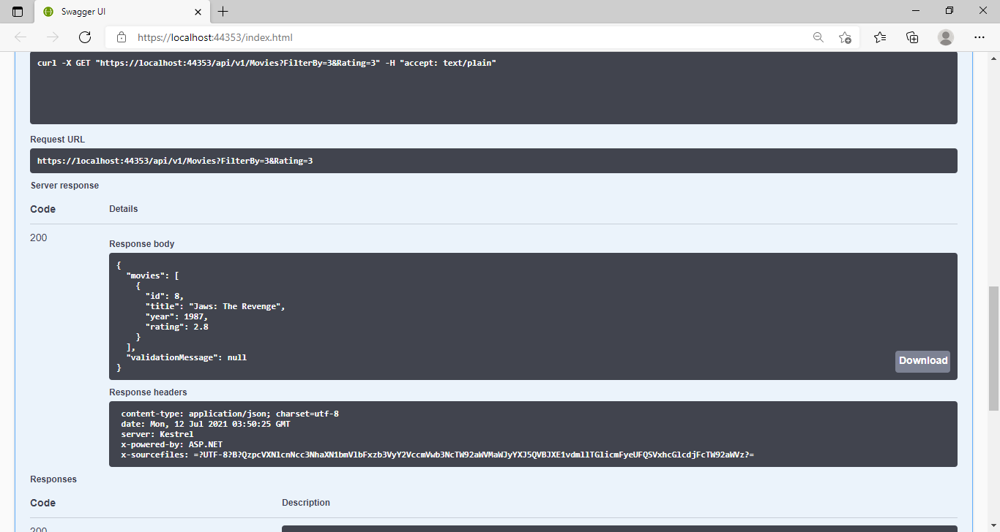 Swagger UI
https://localhost:44353/index.html
curl -X GET "https://localhost:44353/api/v1/Movies?FilterBy=3&Rating=3" -H "accept: text/plain"
Request URL
https://localhost:44353/api/v1/Movies?FilterBy=3&Rating=3
Server response
Code Details
200
Response body
{
"movies": [
{
"id": 8,
"title": "Jaws: The Revenge",
"year": 1987,
"rating": 2.8
}
],
"validationMessage": null
}
Download
Response headers
content-type: application/json; charset=utf-8
date: Mon, 12 Jul 2021 03:50:25 GMT
server: Kestrel
x-powered-by: ASP.NET
x-sourcefiles: =?UTF-8?B?QzpcVXNlcnNcc3NhaXN1bmVlbFxzb3VyY2VccmVwb3NcTW92aWVMaWJyYXJ5QVBJXE1vdmllTGlicmFyeUFQSVxhcGlcdjFcTW92aWVz?=
Responses
Code Description
200